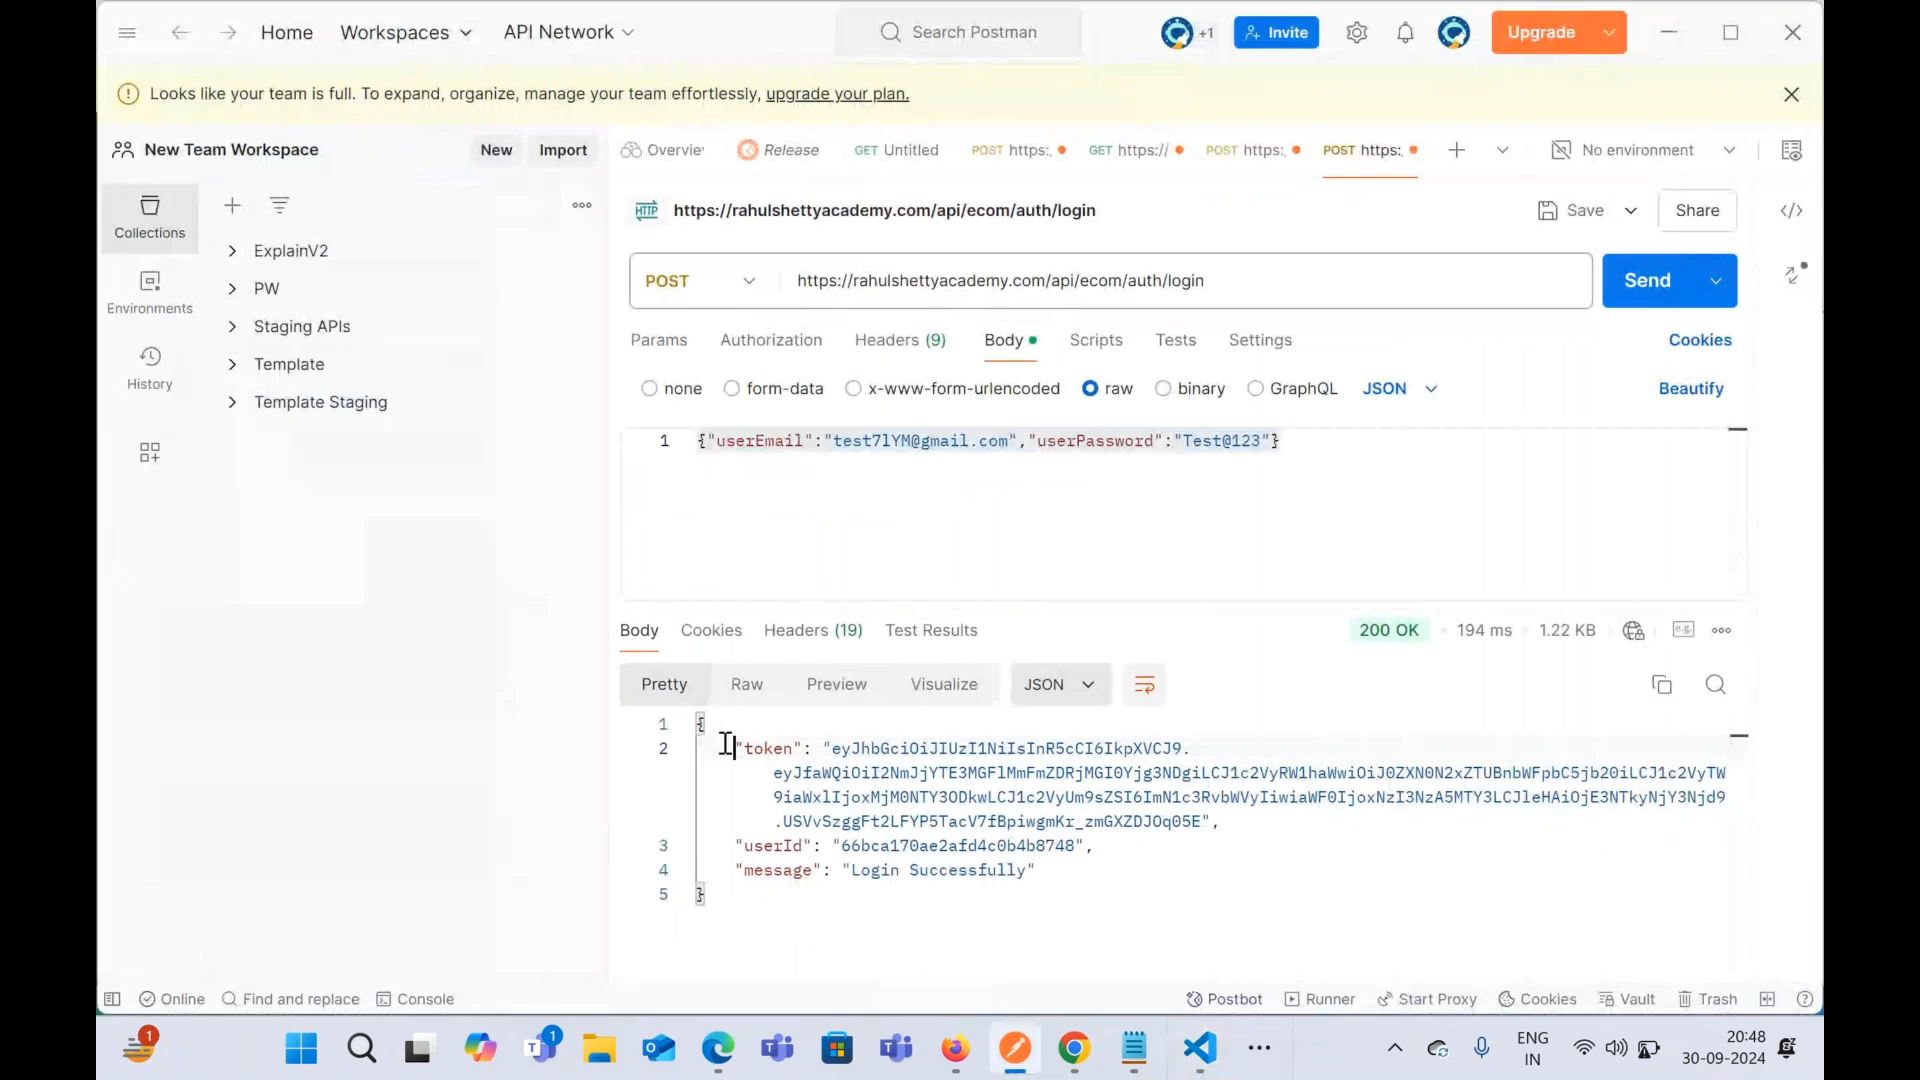 Home
Workspaces
API Network
Search Postman
+1
Invite
Upgrade
Looks like your team is full. To expand, organize, manage your team effortlessly, upgrade your plan.
New Team Workspace
New
Import
Overvie
Release
GET Untitled
POST https:
GET https://
POST https:
POST https:
No environment
Collections
Environments
History
ExplainV2
PW
Staging APIs
Template
Template Staging
HTTP
https://rahulshettyacademy.com/api/ecom/auth/login
Save
Share
POST
https://rahulshettyacademy.com/api/ecom/auth/login
Send
Params
Authorization
Headers (9)
Body
Scripts
Tests
Settings
Cookies
none
form-data
x-www-form-urlencoded
raw
binary
GraphQL
JSON
Beautify
1 {"userEmail":"test7lYM@gmail.com","userPassword":"Test@123"}
Body
Cookies
Headers (19)
Test Results
200 OK
194 ms
1.22 KB
e.g.
Pretty
Raw
Preview
Visualize
JSON
1 {
2 "token": "eyJhbGciOiJIUzI1NiIsInR5cCI6IkpXVCJ9.
eyJfaWQiOiI2NmJjYTE3MGFlMmFmZDRjMGI0Yjg3NDgiLCJ1c2VyRW1haWwiOiJ0ZXN0N2xZTUBnbWFpbC5jb20iLCJ1c2VyTW
9iaWxlIjoxMjM0NTY3ODkwLCJ1c2VyUm9sZSI6ImN1c3RvbWVyIiwiaWF0IjoxNzI3NzA5MTY3LCJleHAiOjE3NTkyNjY3Njd9
.USVvSzggFt2LFYP5TacV7fBpiwgmKr_zmGXZDJOq05E",
3 "userId": "66bca170ae2afd4c0b4b8748",
4 "message": "Login Successfully"
5 }
Online
Find and replace
Console
Postbot
Runner
Start Proxy
Cookies
Vault
Trash
1
1
ENG
IN
20:48
30-09-2024